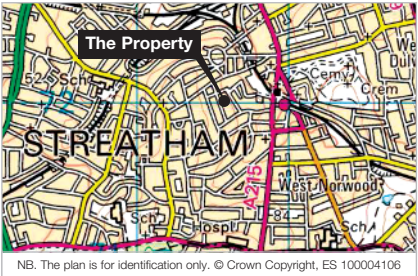 The Property
Cemy
Crem
52 Sch
STREATHAM
A215
West Norwood
84
Sch
Hospl
Sch
NB. The plan is for identification only. © Crown Copyright, ES 100004106